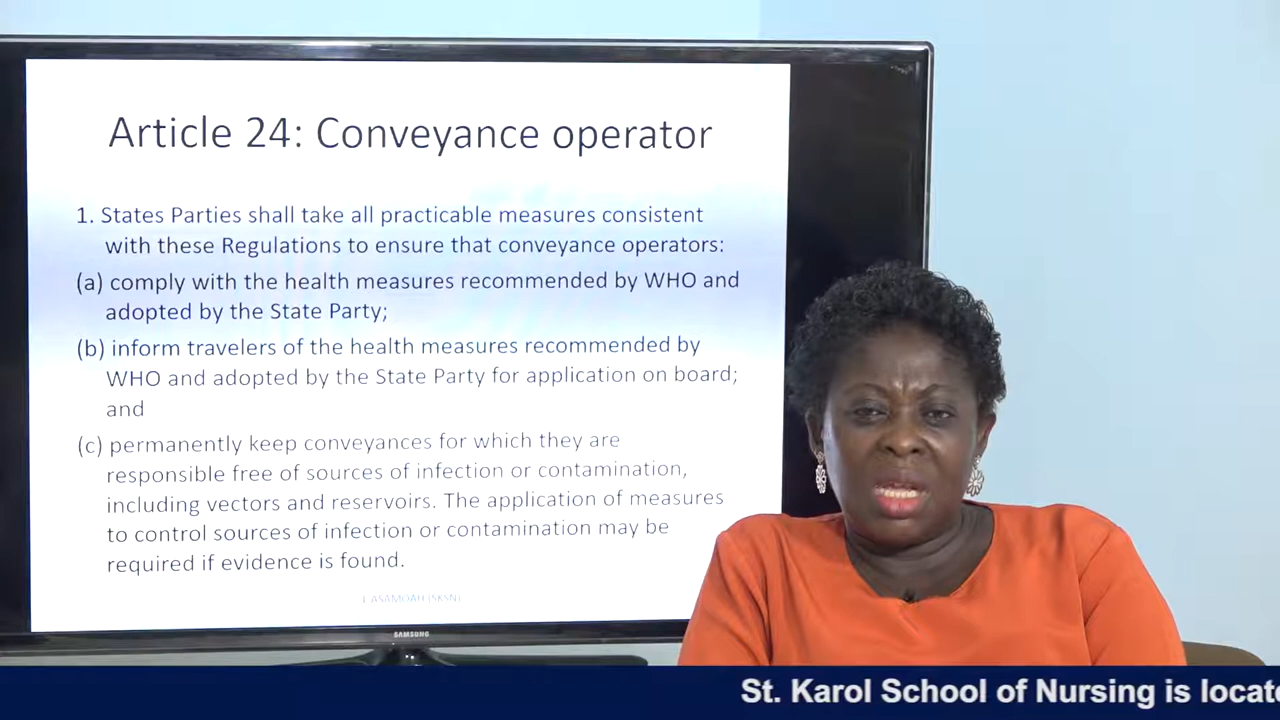 Article 24: Conveyance operator
1. States Parties shall take all practicable measures consistent
with these Regulations to ensure that conveyance operators:
(a) comply with the health measures recommended by WHO and
adopted by the State Party;
(b) inform travelers of the health measures recommended by
WHO and adopted by the State Party for application on board;
and
(c) permanently keep conveyances for which they are
responsible free of sources of infection or contamination,
including vectors and reservoirs. The application of measures
to control sources of infection or contamination may be
required if evidence is found.
ASAMOAH (SKSN)
SAMSUNG
St. Karol School of Nursing is locate